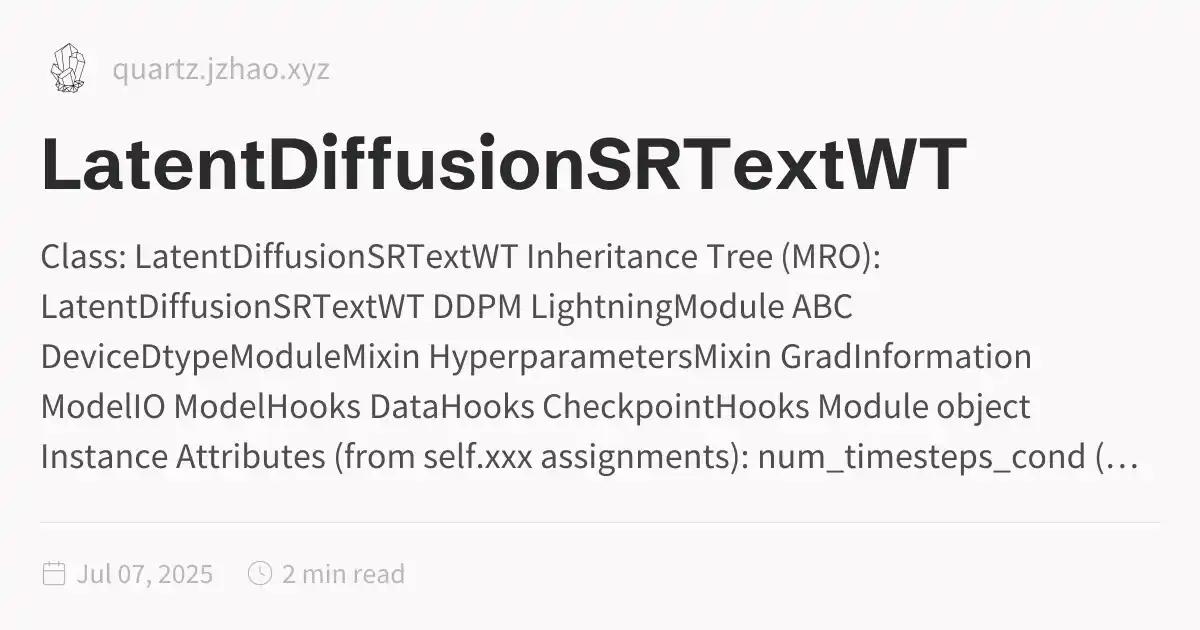 quartz.jzhao.xyz
LatentDiffusionSRTextWT
Class: LatentDiffusionSRTextWT Inheritance Tree (MRO):
LatentDiffusionSRTextWT DDPM LightningModule ABC
DeviceDtypeModuleMixin HyperparametersMixin GradInformation
ModelIO ModelHooks DataHooks CheckpointHooks Module object
Instance Attributes (from self.xxx assignments): num_timesteps_cond (…
Jul 07, 2025 2 min read